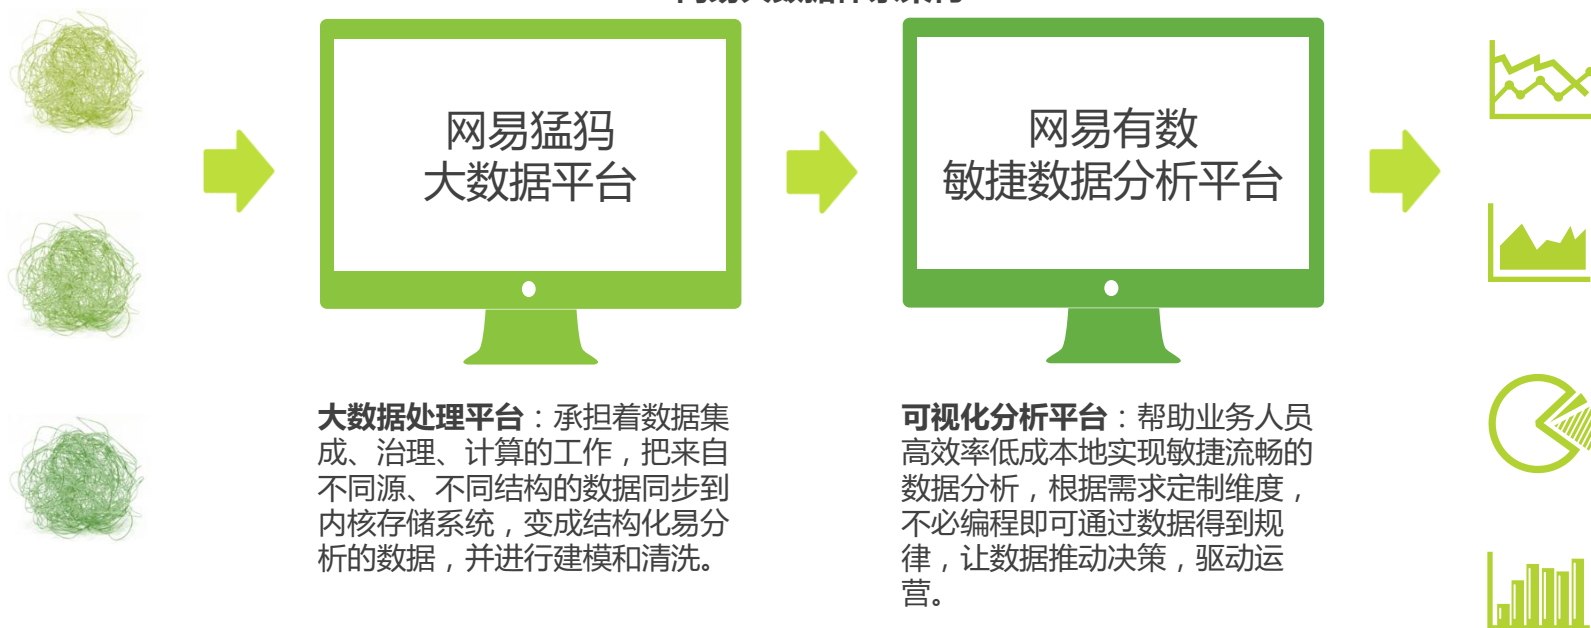 网易猛犸
大数据平台
网易有数
敏捷数据分析平台
大数据处理平台：承担着数据集
成、治理、计算的工作，把来自
不同源、不同结构的数据同步到
内核存储系统，变成结构化易分
析的数据，并进行建模和清洗。
可视化分析平台：帮助业务人员
高效率低成本地实现敏捷流畅的
数据分析，根据需求定制维度，
不必编程即可通过数据得到规
律，让数据推动决策，驱动运
营。